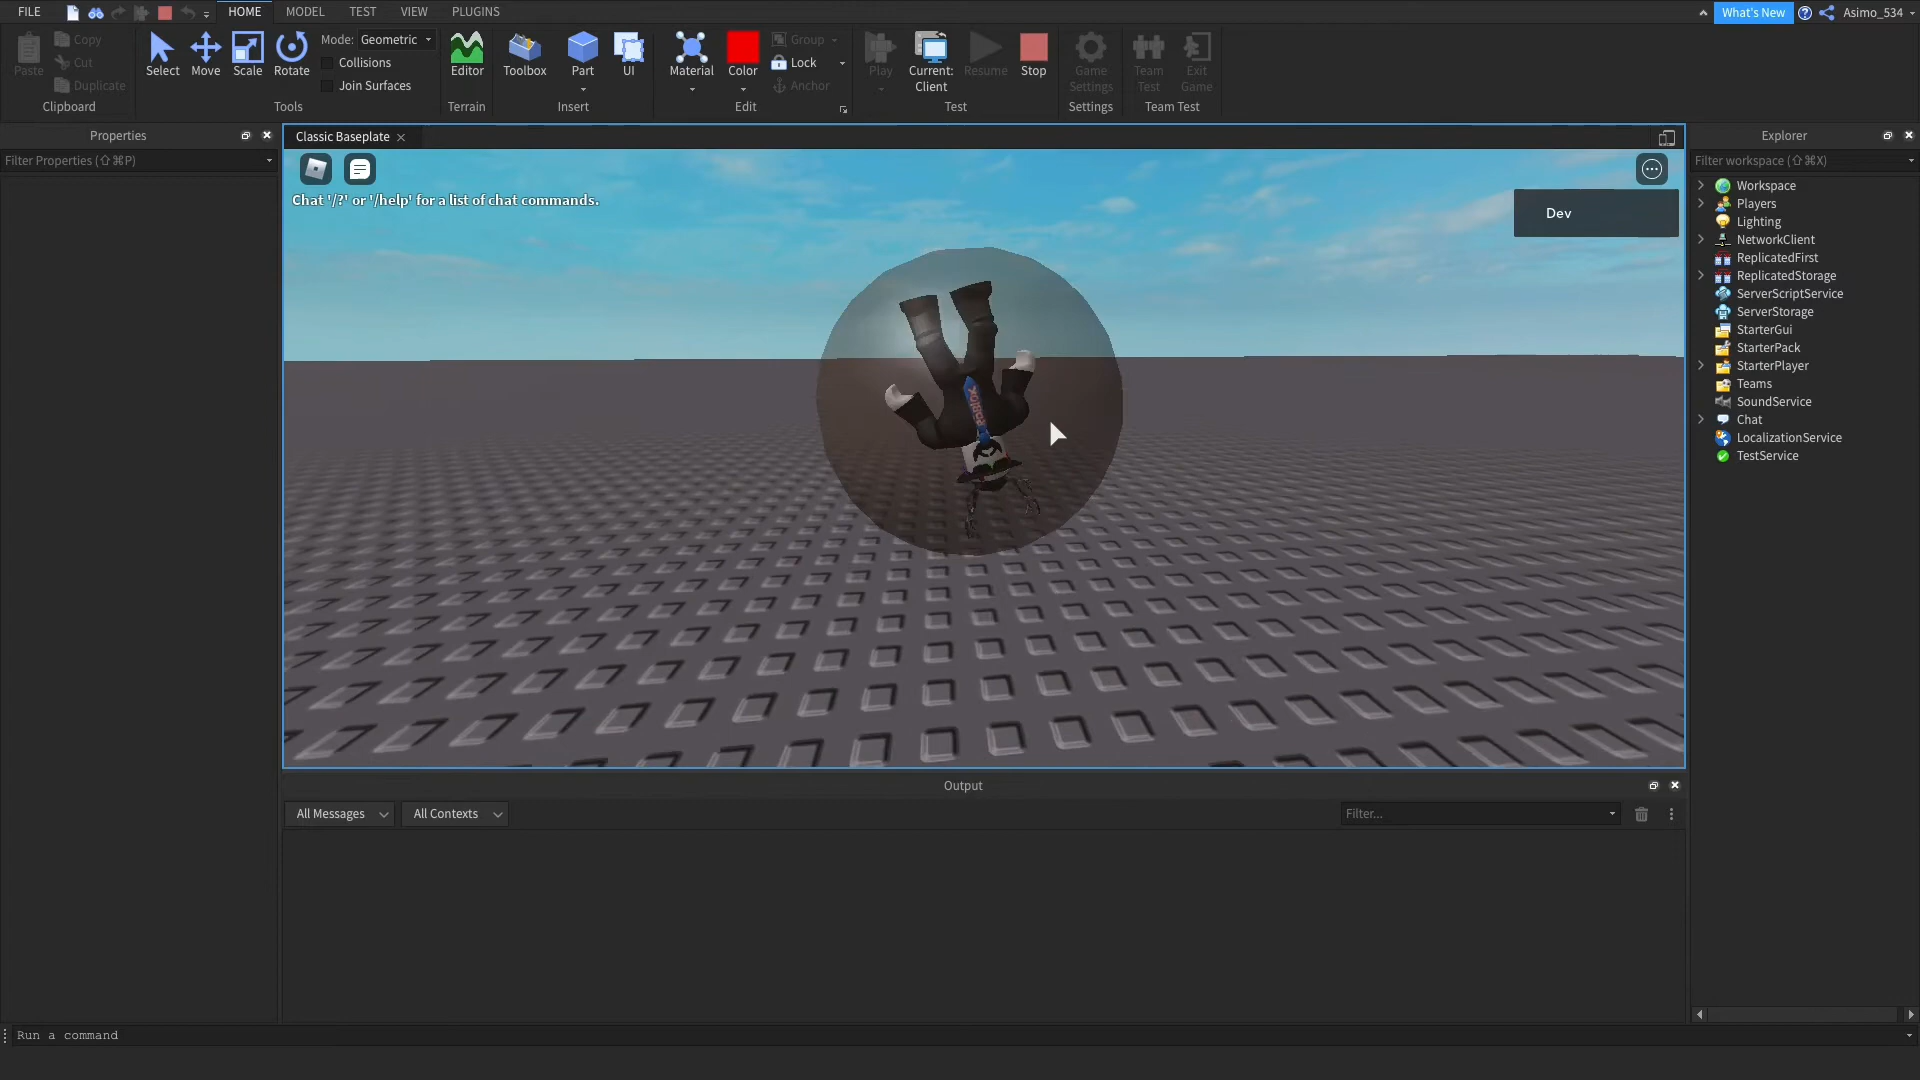 FILE
HOME
MODEL
TEST
VIEW
PLUGINS
What's New
Asimo_534
Paste
Copy
Cut
Duplicate
Clipboard
Select
Move
Scale
Rotate
Mode: Geometric
Collisions
Join Surfaces
Tools
Editor
Terrain
Toolbox
Part
UI
Insert
Material
Color
Group
Lock
Anchor
Edit
Play
Current:
Client
Resume
Stop
Test
Game
Settings
Settings
Team
Test
Exit
Game
Team Test
Properties
Filter Properties (⇧⌘P)
Classic Baseplate
Chat '/?' or '/help' for a list of chat commands.
Dev
ROBLOX
Explorer
Filter workspace (⇧⌘X)
Workspace
Players
Lighting
NetworkClient
ReplicatedFirst
ReplicatedStorage
ServerScriptService
ServerStorage
StarterGui
StarterPack
StarterPlayer
Teams
SoundService
Chat
LocalizationService
TestService
Output
All Messages
All Contexts
Filter...
Run a command